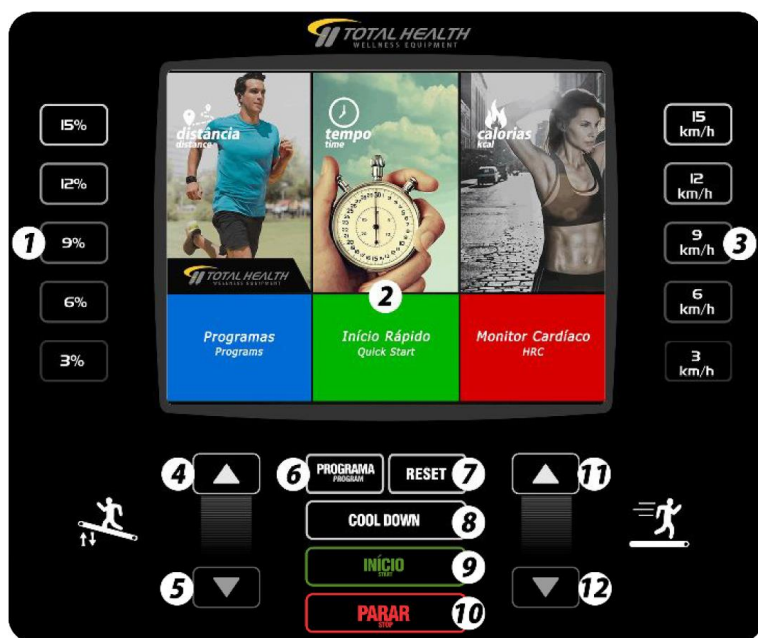 TOTAL HEALTH
WELLNESS EQUIPMENT
15%
12%
1
9%
6%
3%
distância
distance
tempo
time
calorias
kcal
TOTAL HEALTH
WELLNESS EQUIPMENT
2
Programas
Programs
Início Rápido
Quick Start
Monitor Cardíaco
HRC
15
km/h
12
km/h
9
km/h
3
6
km/h
3
km/h
4
5
6
PROGRAMA
PROGRAM
RESET
7
COOL DOWN
8
INÍCIO
START
9
PARAR
STOP
10
11
12